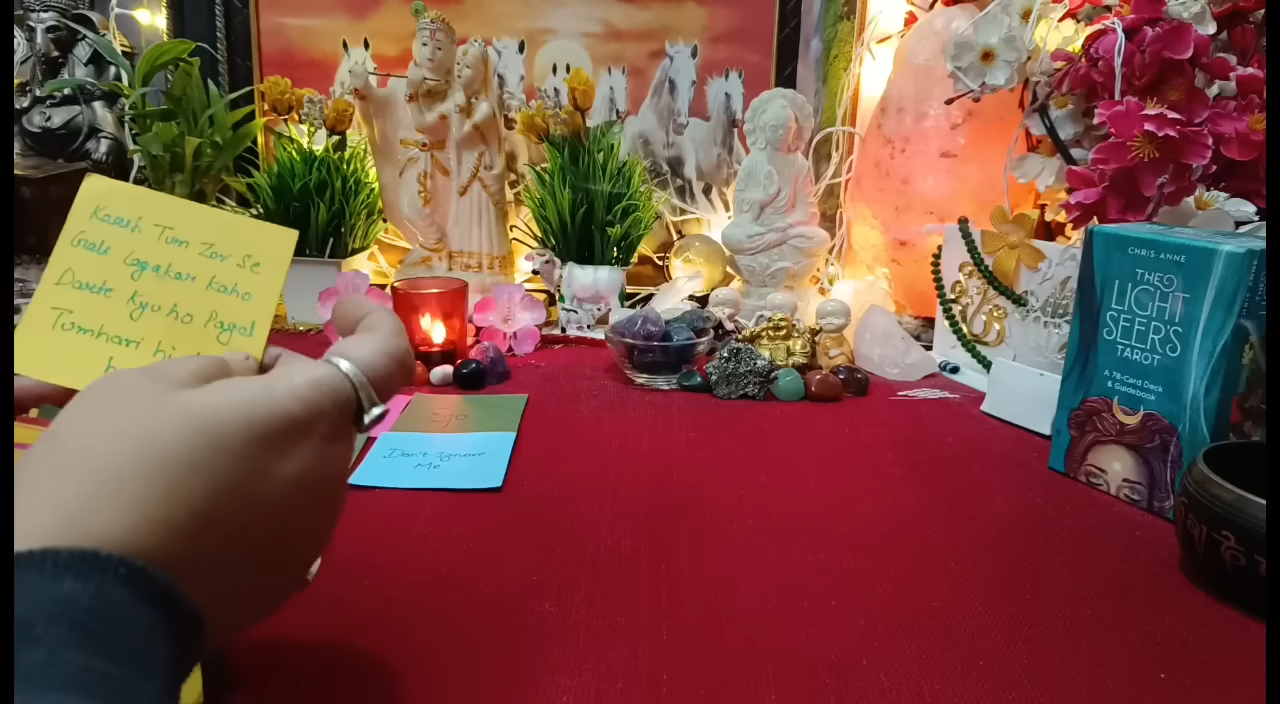 Kaash Tum Zor Se
Gale Lagakar Kaho
Darte Kyu ho Pagal
Tumhari hi
Ego
Don't Ignore
Me
CHRIS-ANNE
THE
LIGHT
SEER'S
TAROT
A 78-Card Deck
& Guidebook